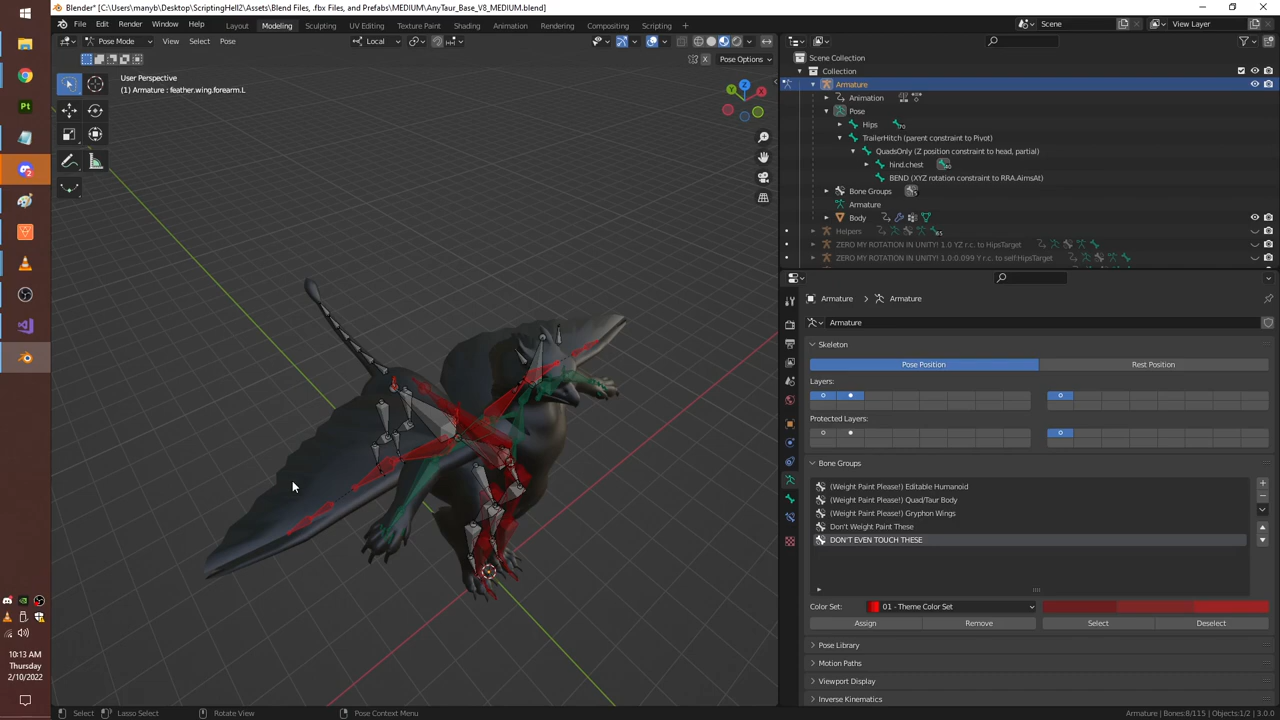 Blender* [C:\Users\manyb\Desktop\ScriptingHell2\Assets\Blend Files, .fbx Files, and Prefabs\MEDIUM\AnyTaur_Base_V8_MEDIUM.blend]
File Edit Render Window Help
Layout Modeling Sculpting UV Editing Texture Paint Shading Animation Rendering Compositing Scripting
Scene
View Layer
Pose Mode View Select Pose
Local
Pose Options
X
User Perspective
(1) Armature : feather.wing.forearm.L
Z
Y
X
Scene Collection
Collection
Armature
Animation
Pose
Hips
TrailerHitch (parent constraint to Pivot)
QuadsOnly (Z position constraint to head, partial)
hind.chest
BEND (XYZ rotation constraint to RRA.AimsAt)
Bone Groups 5
Armature
Body
Helpers 65
ZERO MY ROTATION IN UNITY! 1.0 YZ r.c. to HipsTarget
ZERO MY ROTATION IN UNITY! 1.0:0.099 Y r.c. to self:HipsTarget
Armature > Armature
Armature
Skeleton
Pose Position Rest Position
Layers:
Protected Layers:
Bone Groups
(Weight Paint Please!) Editable Humanoid
(Weight Paint Please!) Quad/Taur Body
(Weight Paint Please!) Gryphon Wings
Don't Weight Paint These
DON'T EVEN TOUCH THESE
Color Set: 01 - Theme Color Set
Assign Remove Select Deselect
Pose Library
Motion Paths
Viewport Display
Inverse Kinematics
Pt
10:13 AM
Thursday
2/10/2022
Select Lasso Select Rotate View Pose Context Menu
Armature | Bones:8/115 | Objects:1/2 | 3.0.0